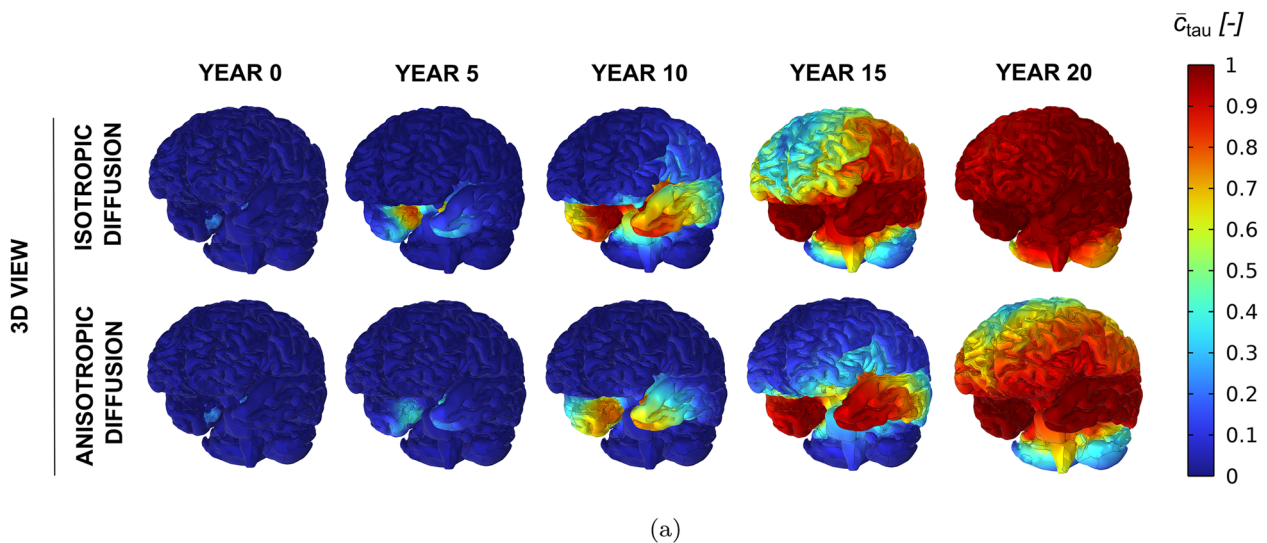 c̄tau [-]
YEAR 0 YEAR 5 YEAR 10 YEAR 15 YEAR 20
3D VIEW
ISOTROPIC
DIFFUSION
ANISOTROPIC
DIFFUSION
1
0.9
0.8
0.7
0.6
0.5
0.4
0.3
0.2
0.1
0
(a)